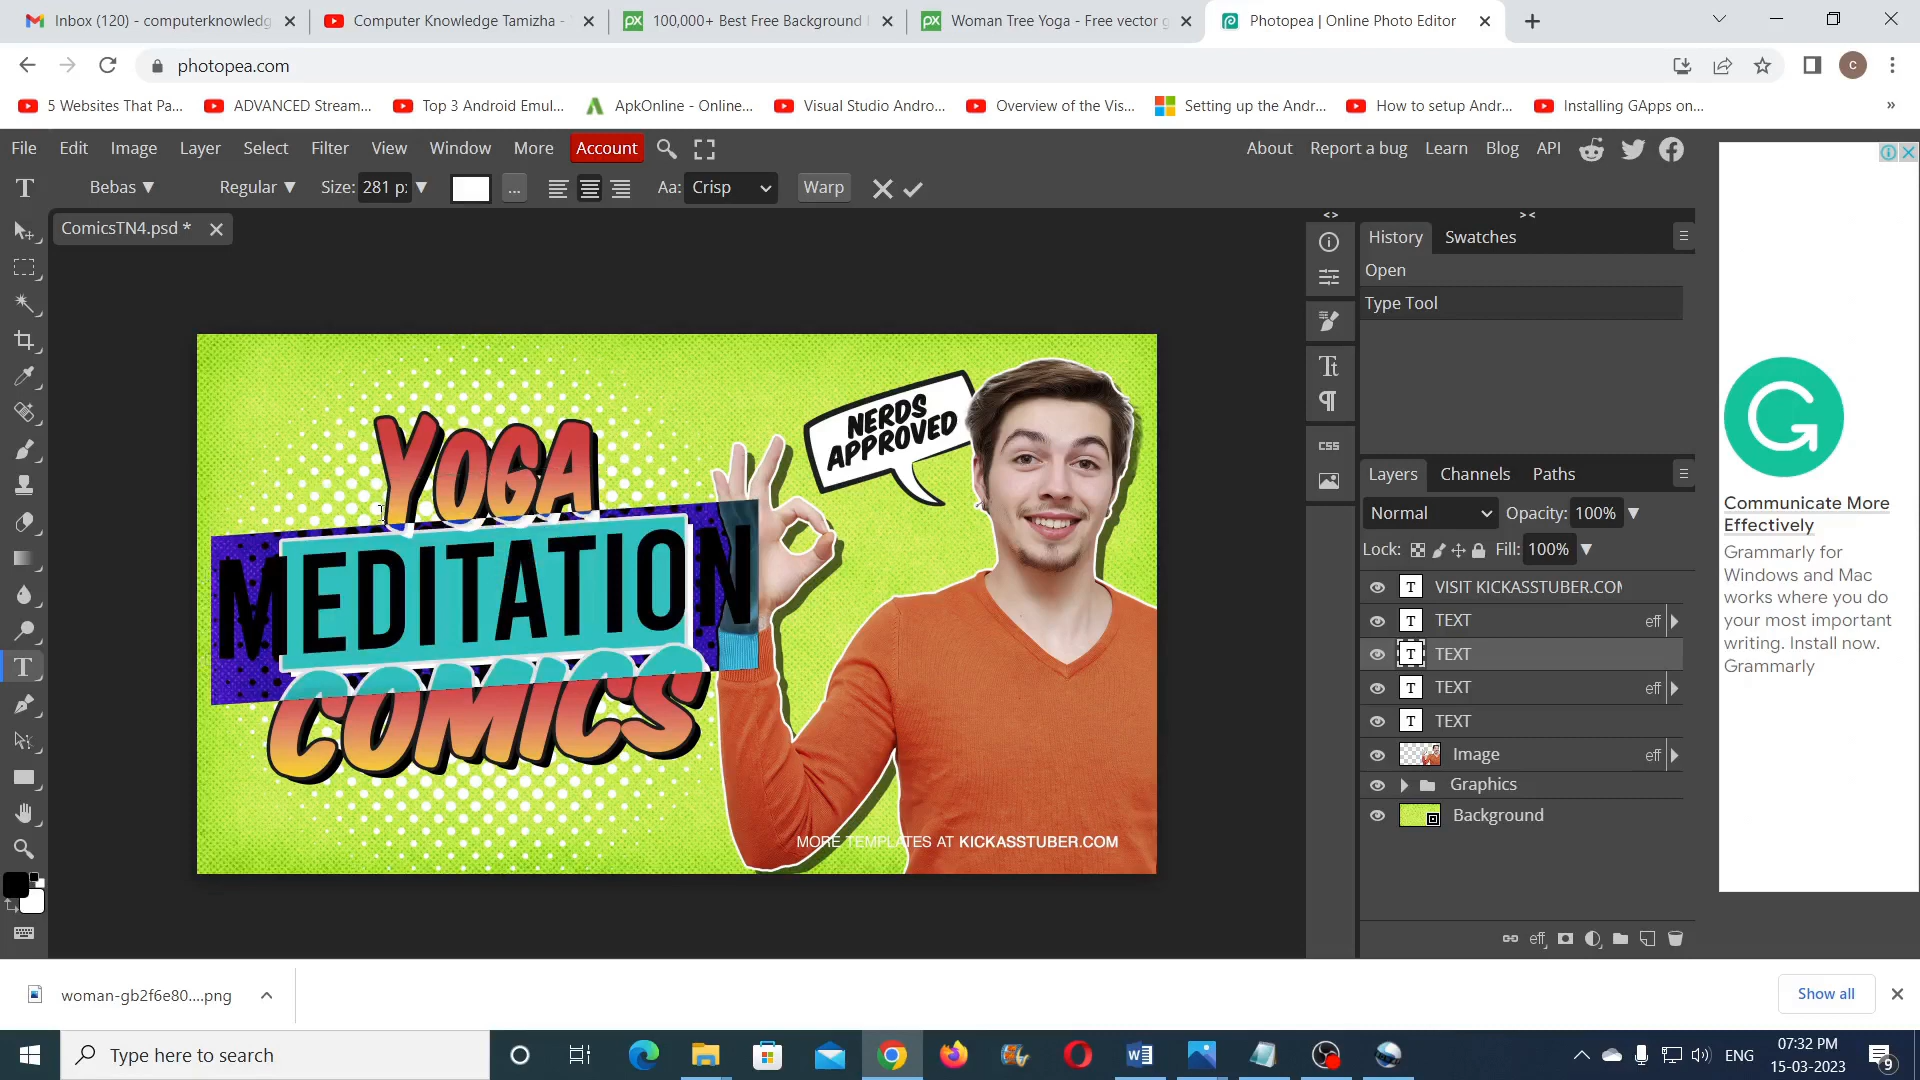 Inbox (120) - computerknowledg
Computer Knowledge Tamizha -
100,000+ Best Free Background
Woman Tree Yoga - Free vector g
Photopea | Online Photo Editor
photopea.com
C
5 Websites That Pa...
ADVANCED Stream...
Top 3 Android Emul...
ApkOnline - Online...
Visual Studio Andro...
Overview of the Vis...
Setting up the Andr...
How to setup Andr...
Installing GApps on...
»
File Edit Image Layer Select Filter View Window More Account
About Report a bug Learn Blog API
T Bebas Regular Size: 281 p: ... Aa: Crisp Warp
ComicsTN4.psd *
< >
> <
History Swatches
Open
Type Tool
YOGA
MEDITATION
COMICS
NERDS
APPROVED
MORE TEMPLATES AT KICKASSTUBER.COM
CSS
Layers Channels Paths
Normal Opacity: 100%
Lock: Fill: 100%
T VISIT KICKASSTUBER.COM
T TEXT eff
T TEXT
T TEXT eff
T TEXT
Image eff
Graphics
Background
eff
Communicate More
Effectively
Grammarly for
Windows and Mac
works where you do
your most important
writing. Install now.
Grammarly
woman-gb2f6e80....png
Show all
Type here to search
ENG
07:32 PM
15-03-2023
9